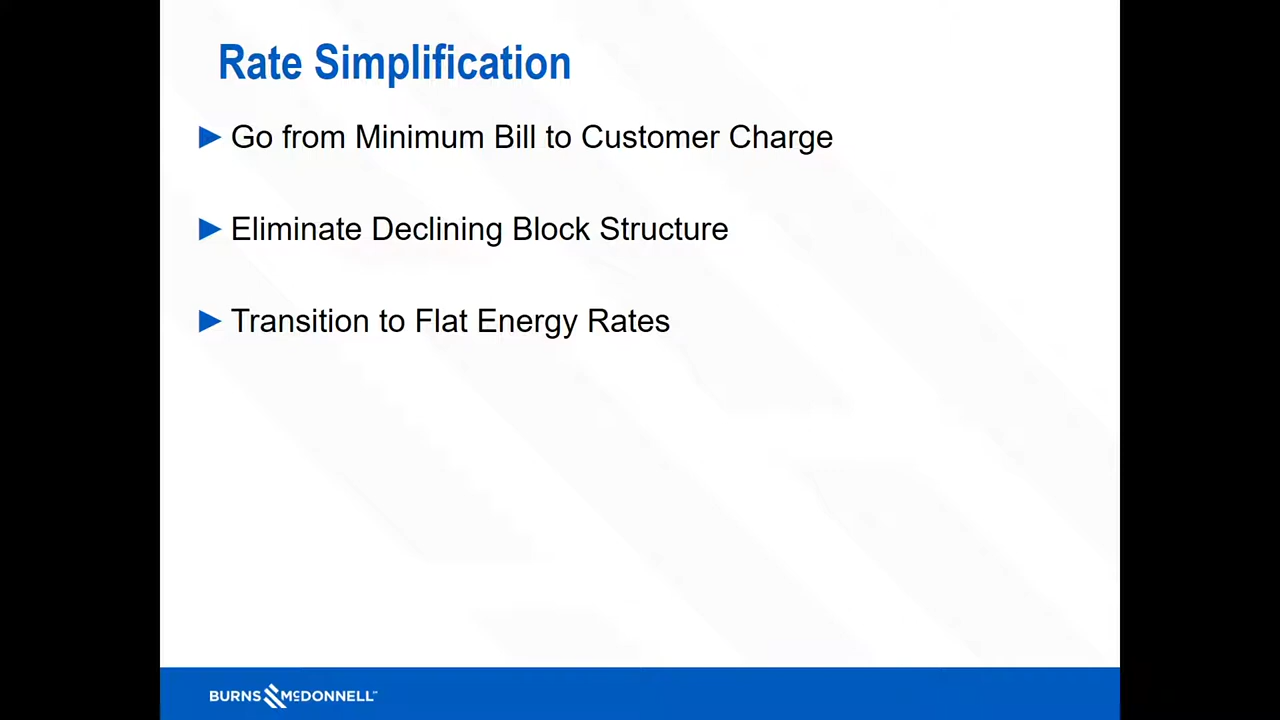 Rate Simplification
Go from Minimum Bill to Customer Charge
Eliminate Declining Block Structure
Transition to Flat Energy Rates
BURNS McDONNELL™